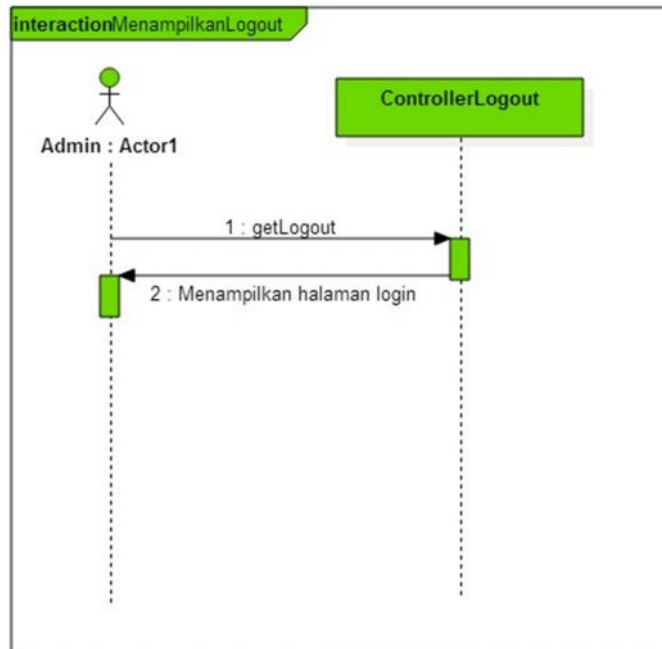 interactionMenampilkanLogout
ControllerLogout
Admin : Actor1
1 : getLogout
2 : Menampilkan halaman login